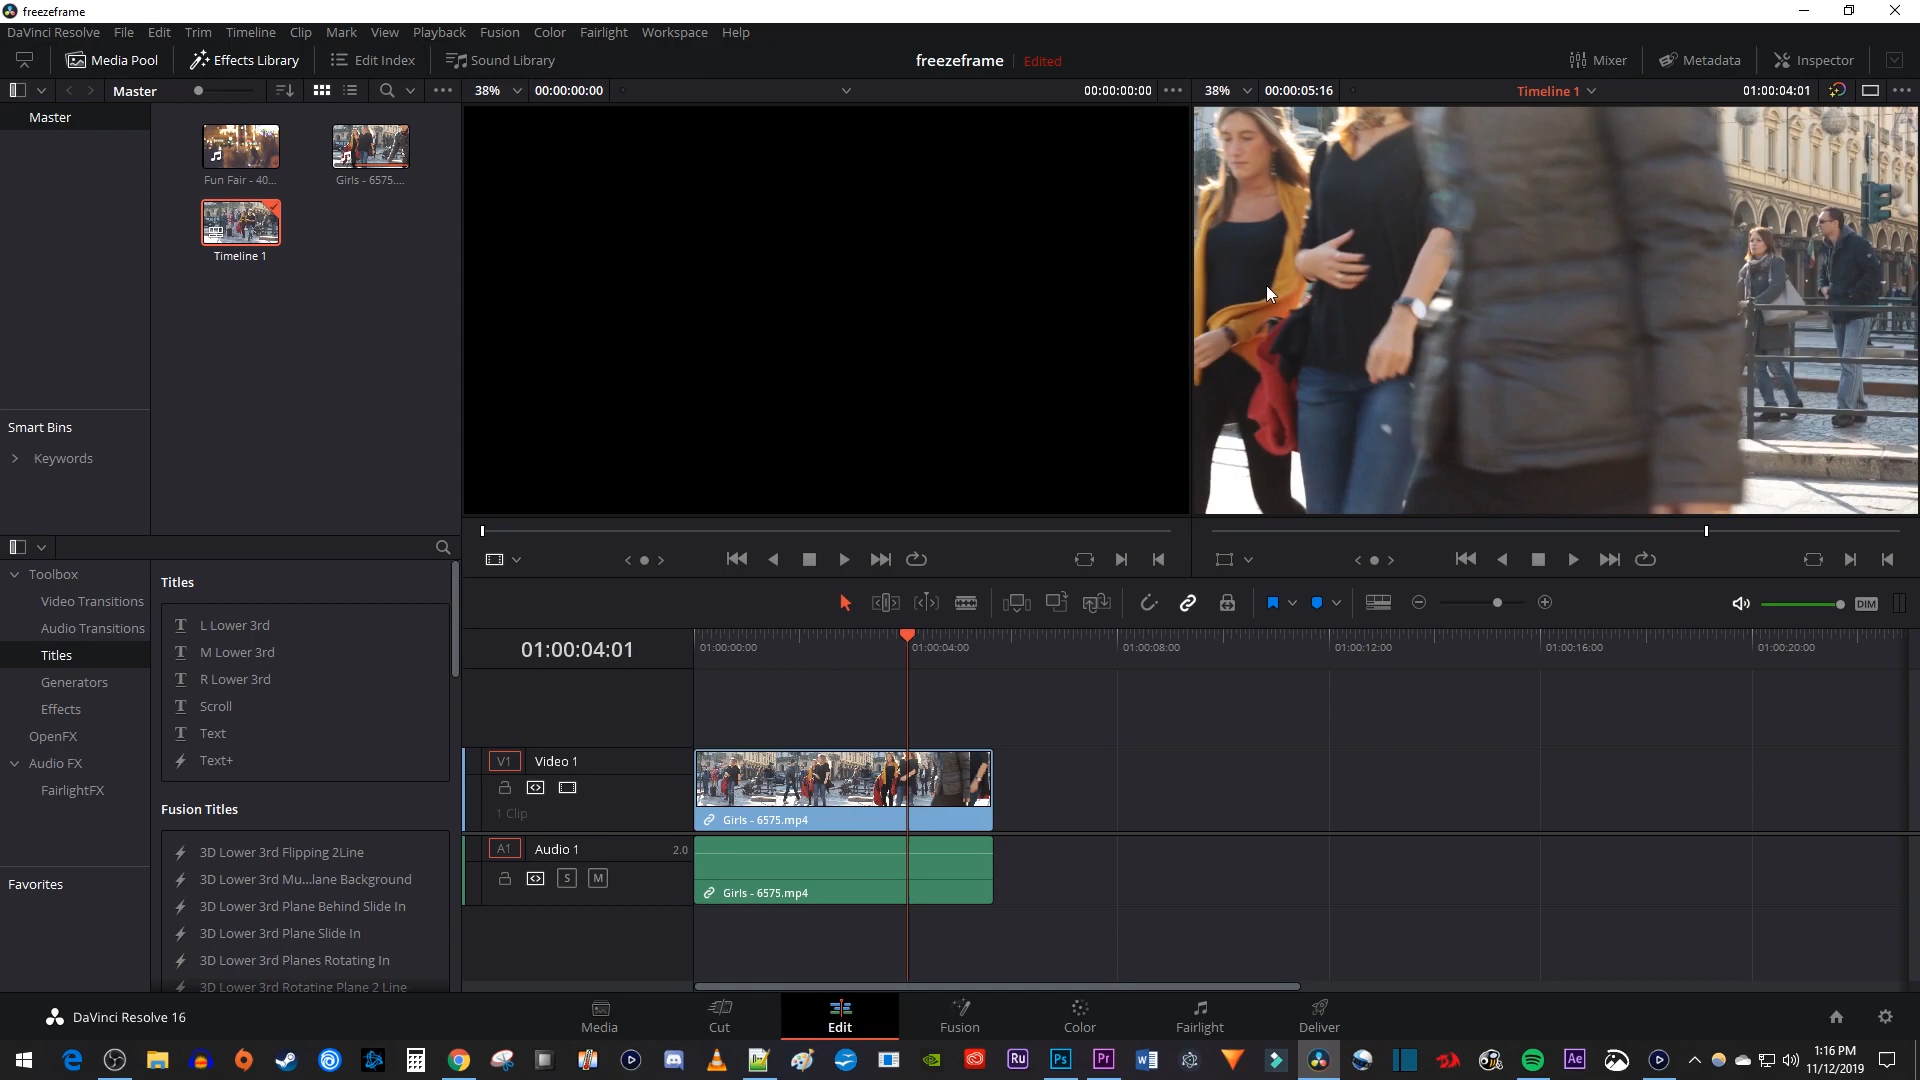 freezeframe
DaVinci Resolve File Edit Trim Timeline Clip Mark View Playback Fusion Color Fairlight Workspace Help
Media Pool Effects Library Edit Index Sound Library freezeframe Edited Mixer Metadata Inspector
Master 38% 00:00:00:00 00:00:00:00 38% 00:00:05:16 Timeline 1 01:00:04:01
Master
Fun Fair - 40... Girls - 6575....
Timeline 1
Smart Bins
Keywords
Toolbox
Video Transitions
Audio Transitions
Titles
Generators
Effects
OpenFX
Audio FX
FairlightFX
Favorites
Titles
L Lower 3rd
M Lower 3rd
R Lower 3rd
Scroll
Text
Text+
Fusion Titles
3D Lower 3rd Flipping 2Line
3D Lower 3rd Mu...lane Background
3D Lower 3rd Plane Behind Slide In
3D Lower 3rd Plane Slide In
3D Lower 3rd Planes Rotating In
3D Lower 3rd Rotating Plane 2 Line
DIM
01:00:04:01 01:00:00:00 01:00:04:00 01:00:08:00 01:00:12:00 01:00:16:00 01:00:20:00
V1 Video 1
1 Clip
Girls - 6575.mp4
A1 Audio 1 2.0
S M
Girls - 6575.mp4
DaVinci Resolve 16 Media Cut Edit Fusion Color Fairlight Deliver
Ru Ps Pr W Ae
1:16 PM
11/12/2019